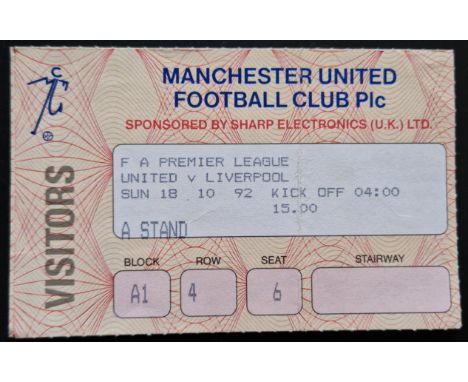 MANCHESTER UNITED
FOOTBALL CLUB Plc
SPONSORED BY SHARP ELECTRONICS (U.K.) LTD.
VISITORS
F A PREMIER LEAGUE
UNITED v LIVERPOOL
SUN 18 10 92 KICK OFF 04:00
15.00
A STAND
BLOCK ROW SEAT STAIRWAY
A1 4 6